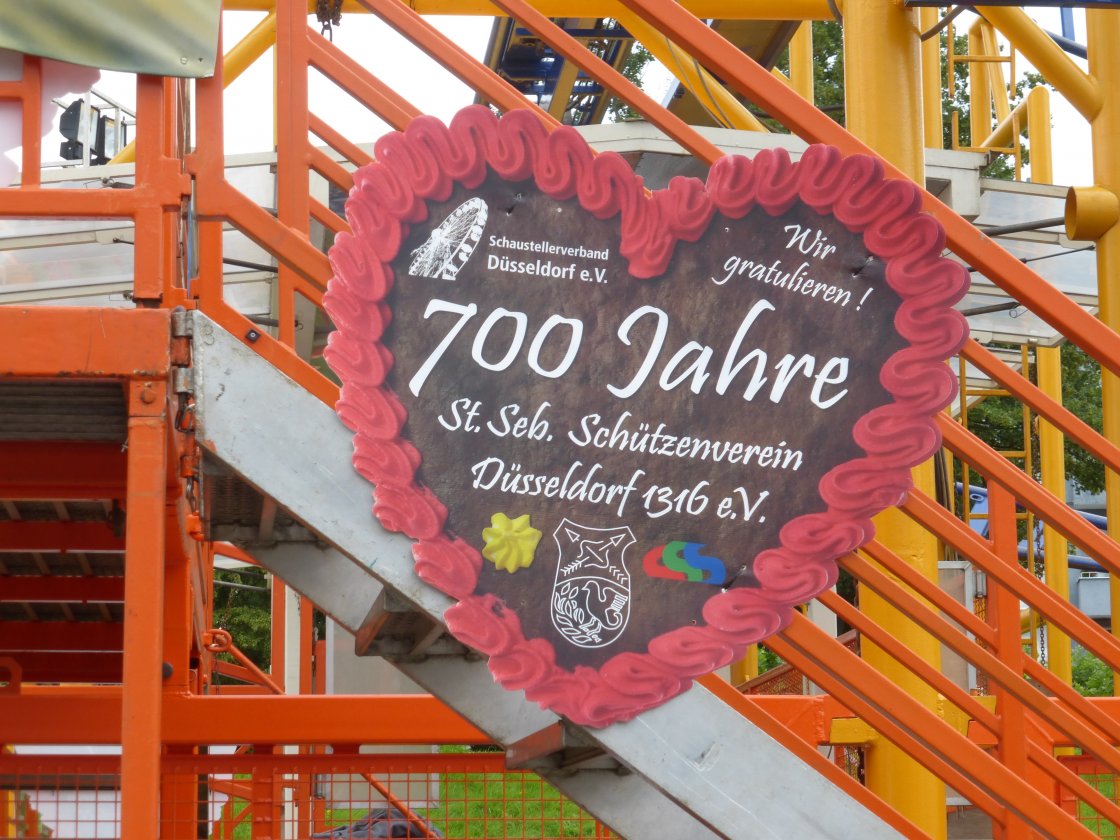 Schaustellerverband
Düsseldorf e.V.
Wir
gratulieren !
700 Jahre
St. Seb. Schützenverein
Düsseldorf 1316 e.V.